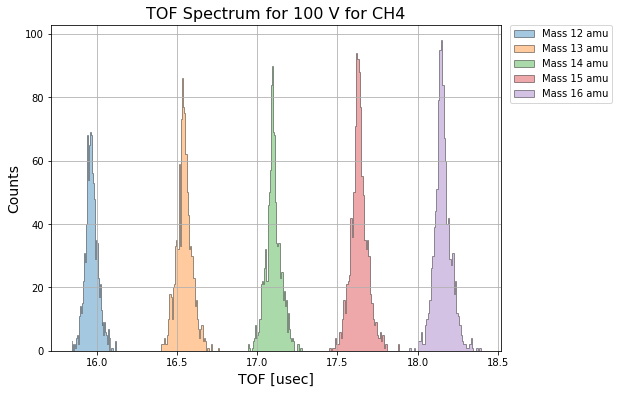 TOF Spectrum for 100 V for CH4
100
80
60
40
20
0
Counts
16.0
16.5
17.0
17.5
18.0
18.5
TOF [usec]
Mass 12 amu
Mass 13 amu
Mass 14 amu
Mass 15 amu
Mass 16 amu